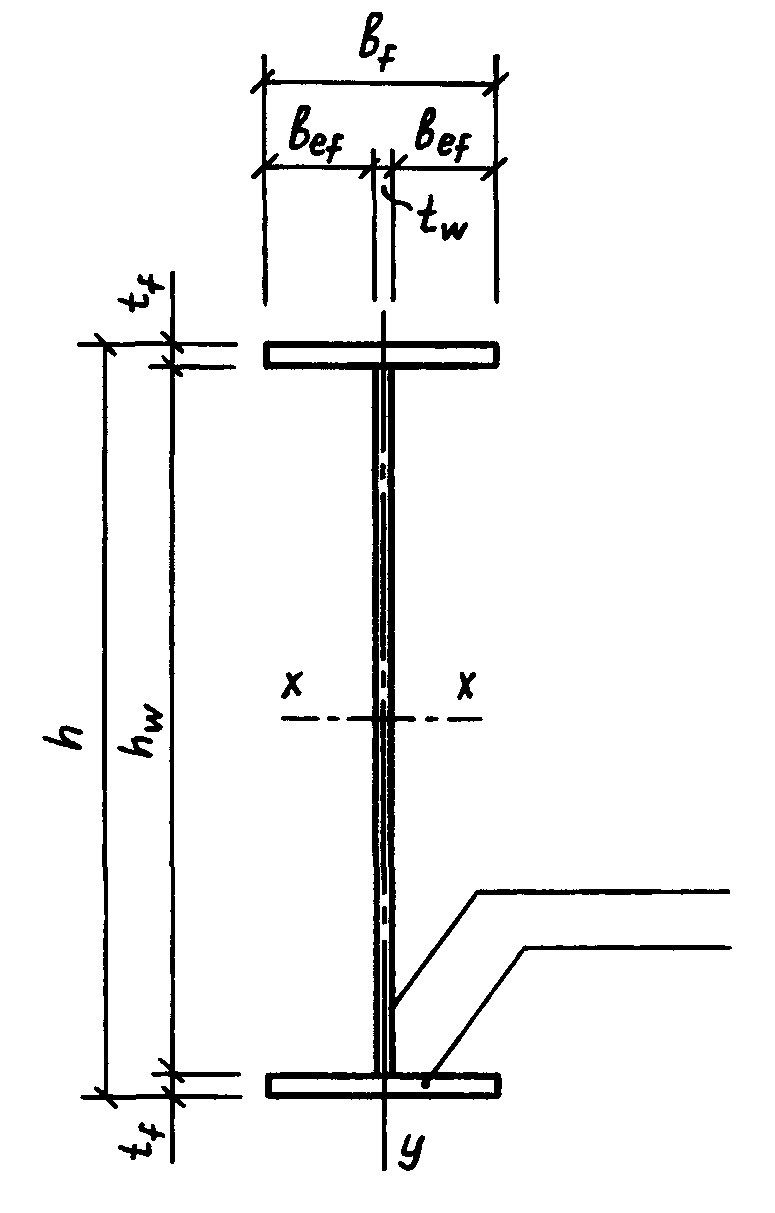 b_f
b_ef b_ef
t_w
t_f
x x
h
h_w
t_f
y